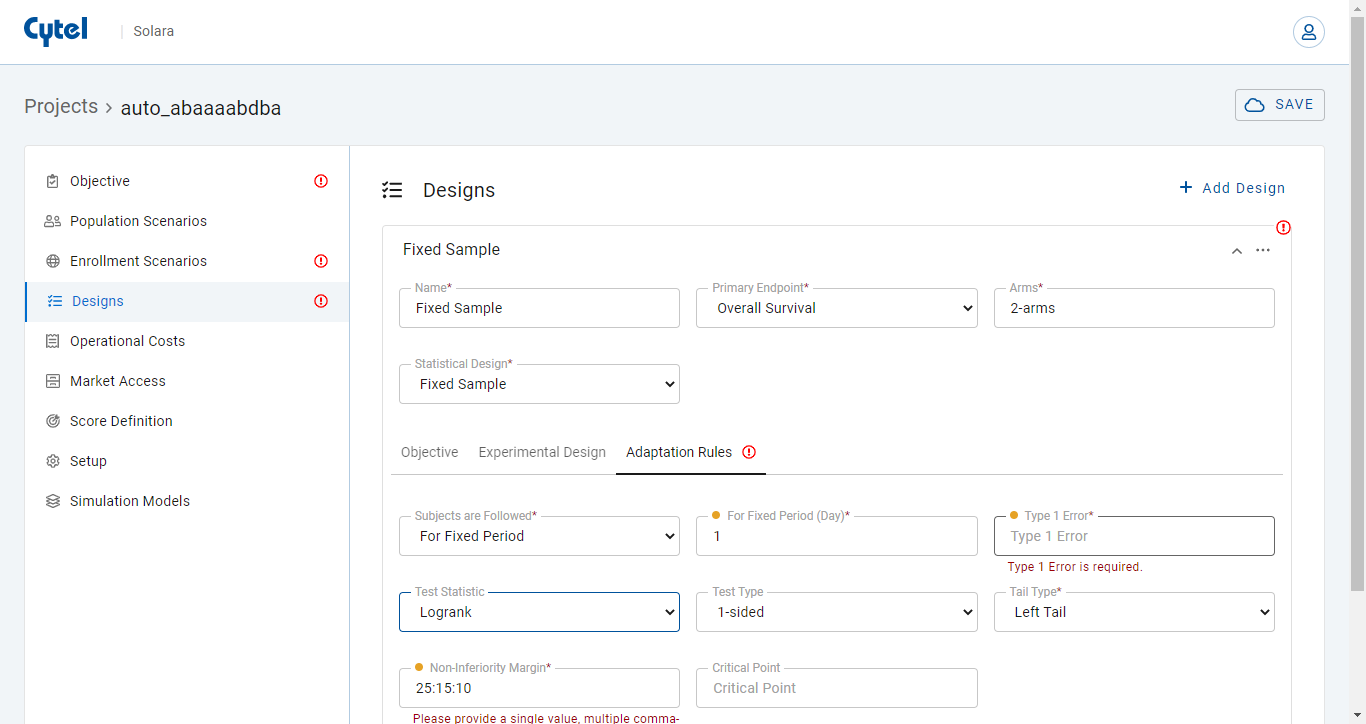 Cytel
Solara
Projects > auto_abaaaabdba
SAVE
Objective
Population Scenarios
Enrollment Scenarios
Designs
Operational Costs
Market Access
Score Definition
Setup
Simulation Models
Designs
Add Design
Fixed Sample
Name*
Fixed Sample
Primary Endpoint*
Overall Survival
Arms*
2-arms
Statistical Design*
Fixed Sample
Objective
Experimental Design
Adaptation Rules
Subjects are Followed*
For Fixed Period
For Fixed Period (Day)*
1
Type 1 Error*
Type 1 Error
Type 1 Error is required.
Test Statistic
Logrank
Test Type
1-sided
Tail Type*
Left Tail
Non-Inferiority Margin*
25:15:10
Please provide a single value, multiple comma-
Critical Point
Critical Point